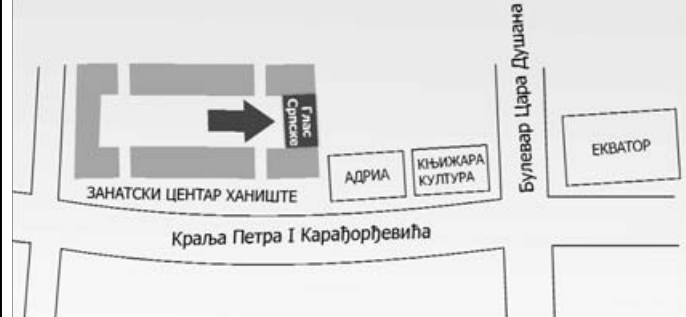 Глас
Српске
Булевар Цара Душана
ЕКВАТОР
АДРИА
КЊИЖАРА
КУЛТУРА
ЗАНАТСКИ ЦЕНТАР ХАНИШТЕ
Краља Петра I Карађорђевића